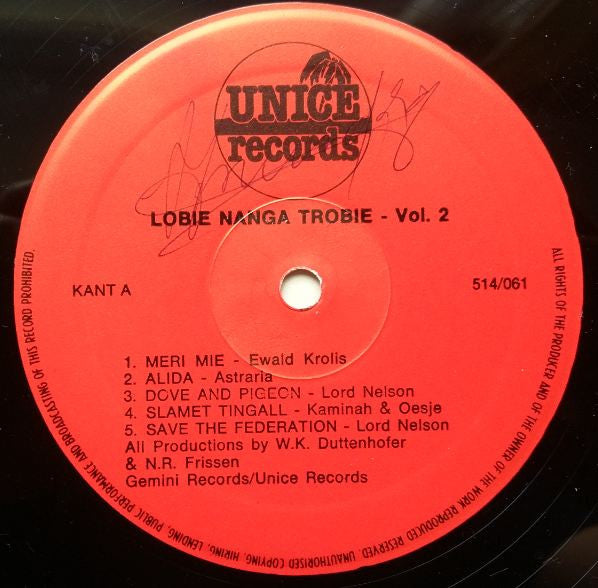 UNICE
records
LOBIE NANGA TROBIE - Vol. 2
KANT A
514/061
1. MERI MIE - Ewald Krolis
2. ALIDA - Astraria
3. DOVE AND PIGEON - Lord Nelson
4. SLAMET TINGALL - Kaminah & Oesje
5. SAVE THE FEDERATION - Lord Nelson
All Productions by W.K. Duttenhofer
& N.R. Frissen
Gemini Records/Unice Records
ALL RIGHTS OF THE PRODUCER AND OF THE OWNER OF THE WORK REPRODUCED RESERVED. UNAUTHORISED COPYING, HIRING, LENDING, PUBLIC PERFORMANCE AND BROADCASTING OF THIS RECORD PROHIBITED.